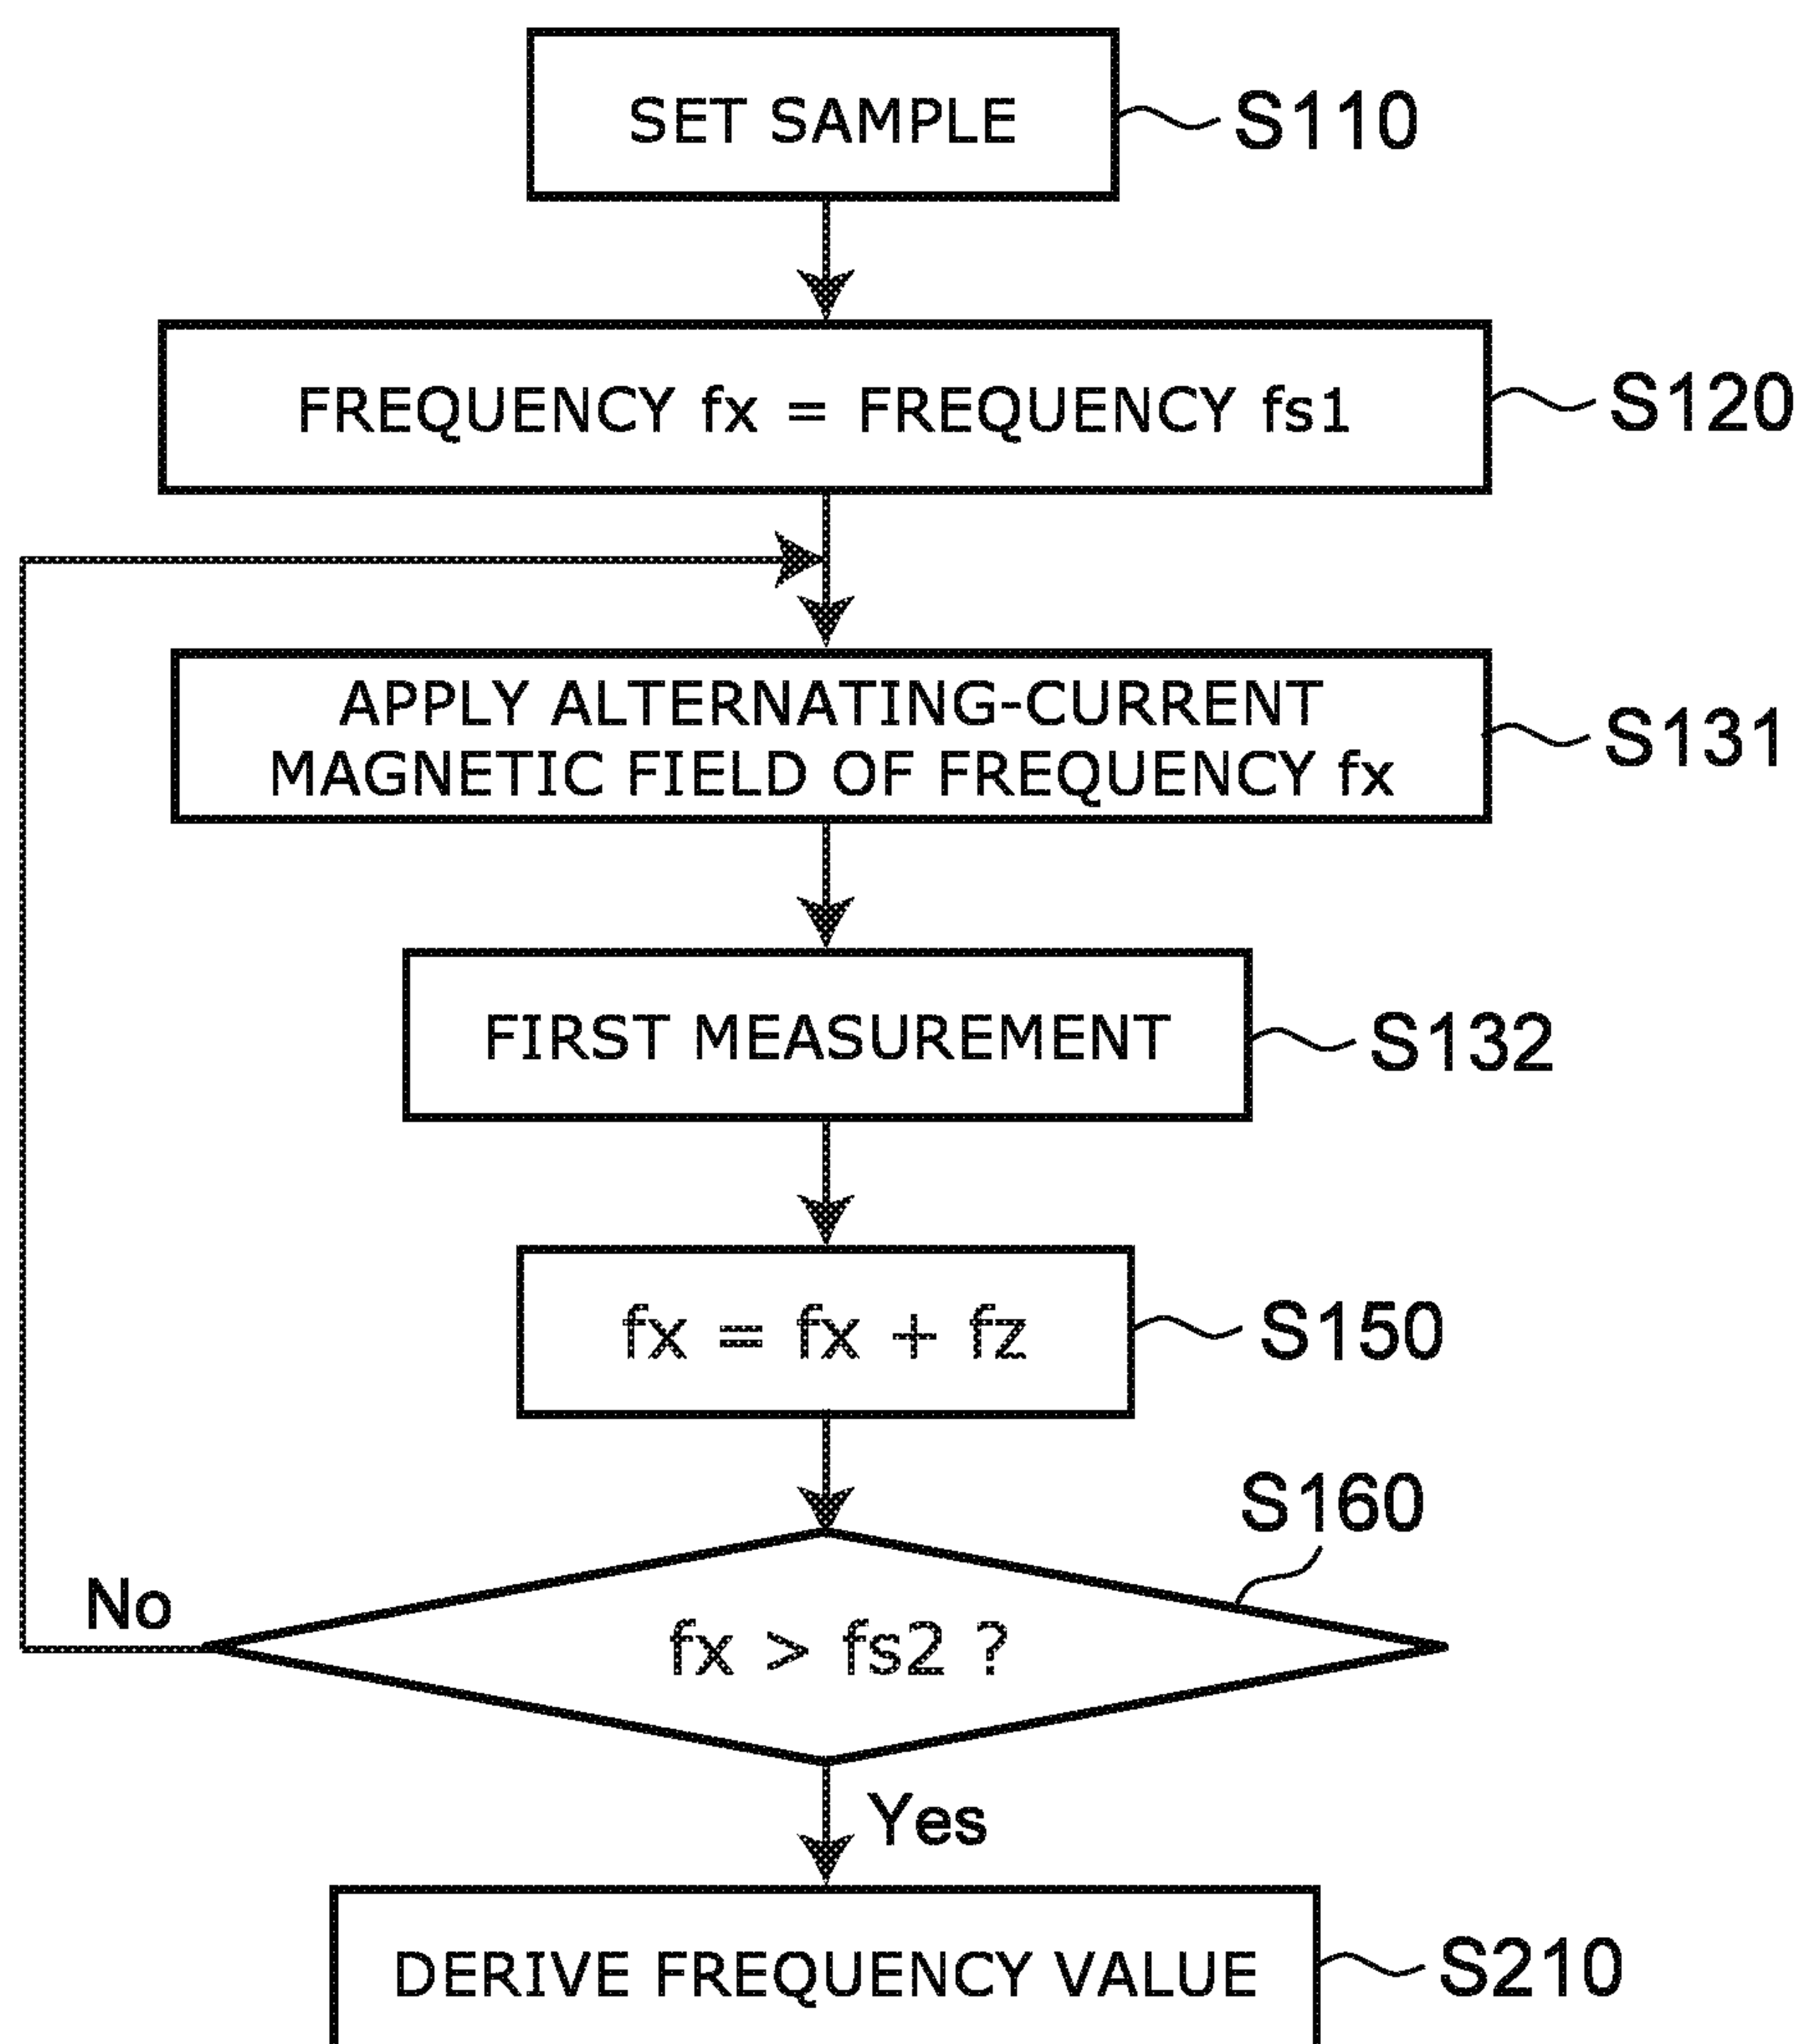 SET SAMPLE
S110
FREQUENCY fx = FREQUENCY fs1
S120
APPLY ALTERNATING-CURRENT
MAGNETIC FIELD OF FREQUENCY fx
S131
FIRST MEASUREMENT
S132
fx = fx + fz
S150
S160
No
fx > fs2 ?
Yes
DERIVE FREQUENCY VALUE
S210